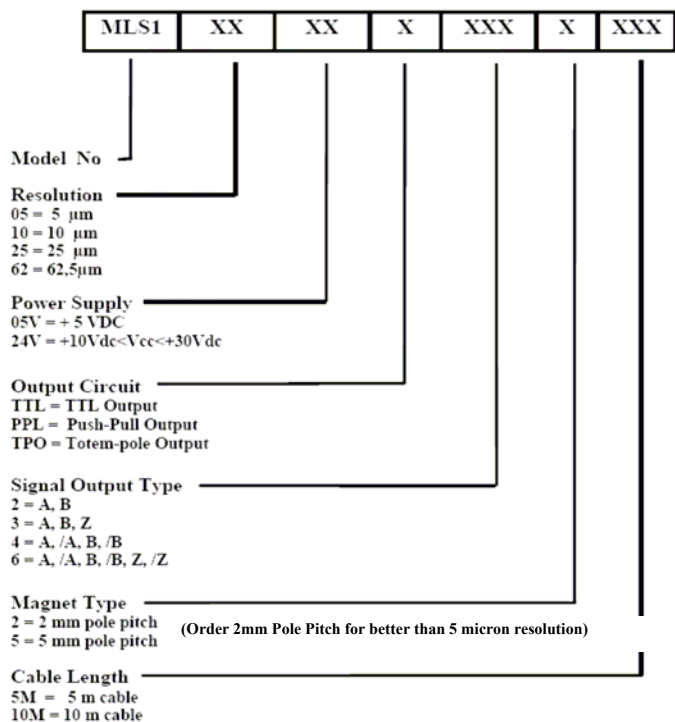 MLS1 XX XX X XXX X XXX
Model No
Resolution
05 = 5 µm
10 = 10 µm
25 = 25 µm
62 = 62,5µm
Power Supply
05V = + 5 VDC
24V = +10Vdc<Vcc<+30Vdc
Output Circuit
TTL = TTL Output
PPL = Push-Pull Output
TPO = Totem-pole Output
Signal Output Type
2 = A, B
3 = A, B, Z
4 = A, /A, B, /B
6 = A, /A, B, /B, Z, /Z
Magnet Type
2 = 2 mm pole pitch
(Order 2mm Pole Pitch for better than 5 micron resolution)
5 = 5 mm pole pitch
Cable Length
5M = 5 m cable
10M = 10 m cable